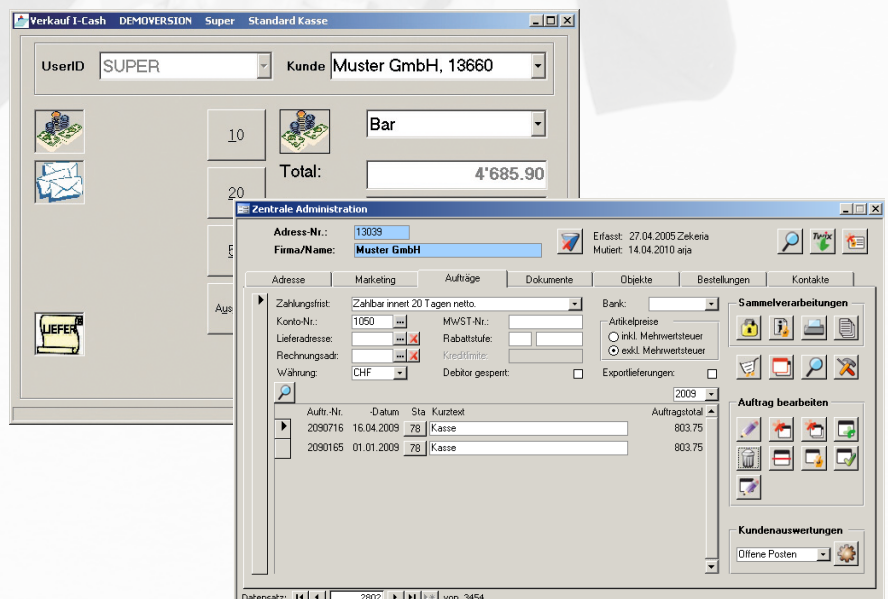 Verkauf I-Cash DEMOVERSION Super Standard Kasse
UserID SUPER Kunde Muster GmbH, 13660
10 Bar
Total: 4'685.90
20
LIEFER
Zentrale Administration
Adress-Nr.: 13039 Erfasst: 27.04.2005 Zekeria
Firma/Name: Muster GmbH Mutiert: 14.04.2010 arja
Twix
Adresse Marketing Aufträge Dokumente Objekte Bestellungen Kontakte
Zahlungsfrist: Zahlbar innert 20 Tagen netto. Bank: Sammelverarbeitungen
Konto-Nr.: 1050 ... MWST-Nr.: Artikelpreise
Lieferadresse: ... Rabattstufe: inkl. Mehrwertsteuer
Rechnungsadr: ... Kreditlimite: exkl. Mehrwertsteuer
Währung: CHF Debitor gesperrt: Exportlieferungen:
2009
Auftrag bearbeiten
Auftr.-Nr. -Datum Sta Kurztext Auftragstotal
2090716 16.04.2009 78 Kasse 803.75
2090165 01.01.2009 78 Kasse 803.75
Kundenauswertungen
Offene Posten
Datensatz: 2802 von 3454